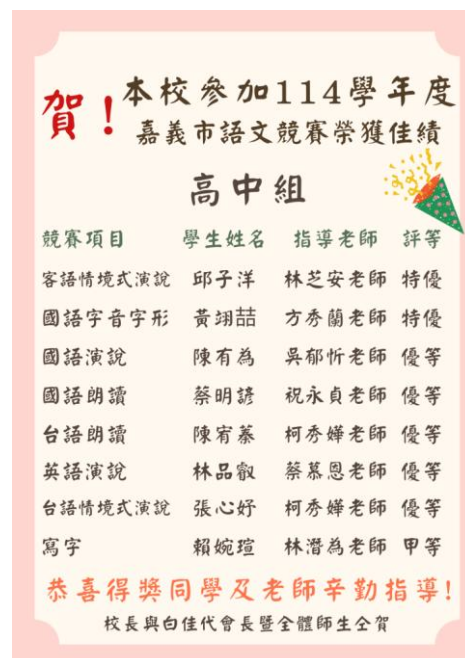 賀！本校參加114學年度
嘉義市語文競賽榮獲佳績
高中組
競賽項目 學生姓名 指導老師 評等
客語情境式演說 邱子洋 林芝安老師 特優
國語字音字形 黃翊喆 方秀蘭老師 特優
國語演說 陳有為 吳郁忻老師 優等
國語朗讀 蔡明諺 祝永貞老師 優等
台語朗讀 陳宥蓁 柯秀嬅老師 優等
英語演說 林品叡 蔡慕恩老師 優等
台語情境式演說 張心妤 柯秀嬅老師 優等
寫字 賴婉瑄 林潛為老師 甲等
恭喜得獎同學及老師辛勤指導!
校長與白佳代會長暨全體師生仝賀